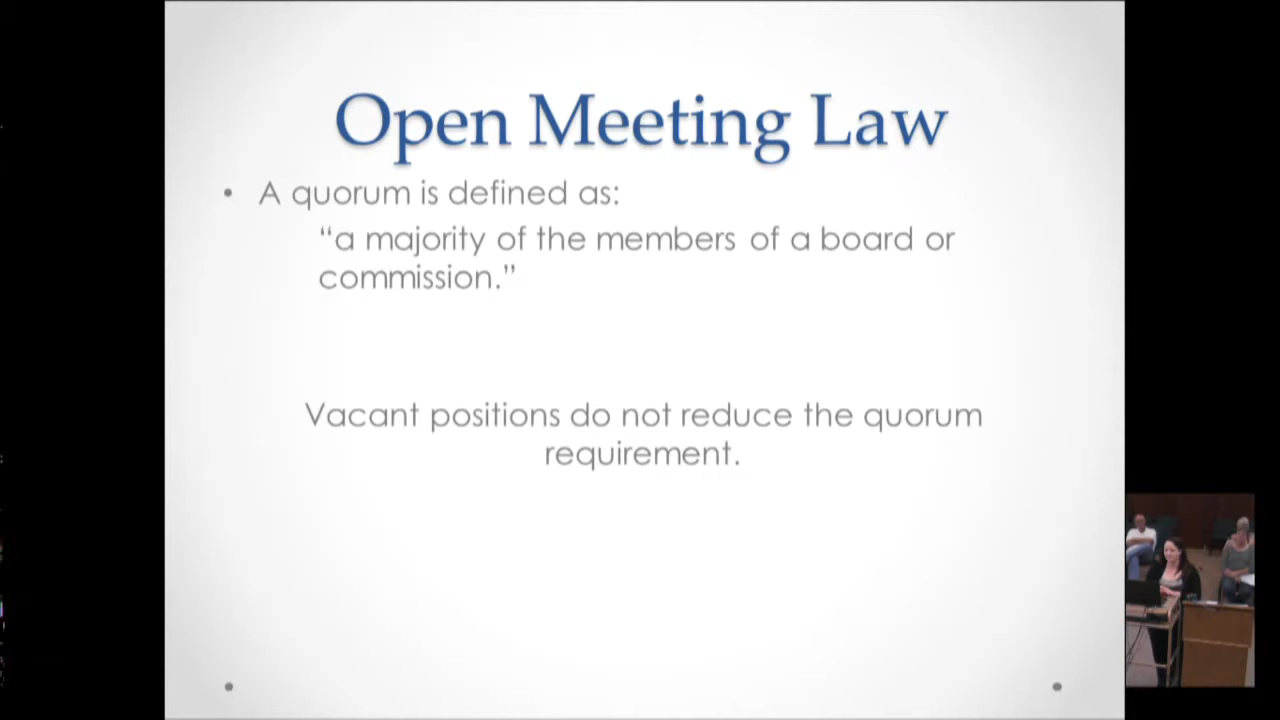 Open Meeting Law
• A quorum is defined as:
“a majority of the members of a board or
commission.”
Vacant positions do not reduce the quorum
requirement.